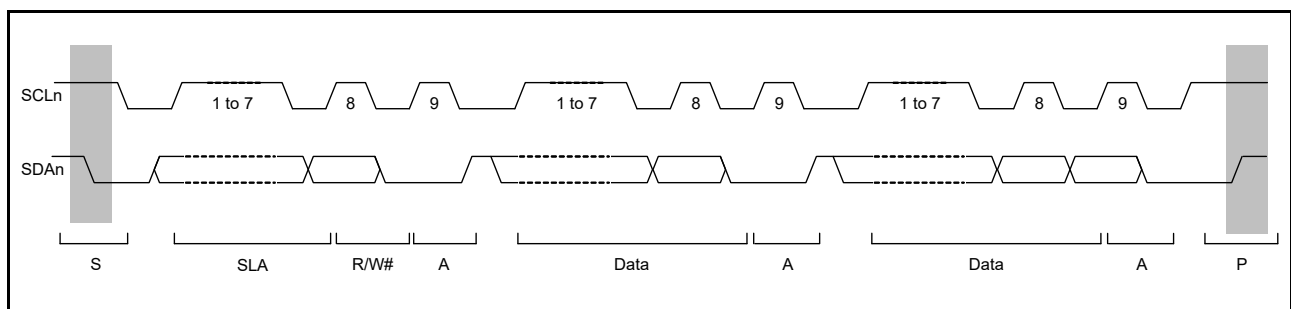 SCLn
1 to 7 8 9 1 to 7 8 9 1 to 7 8 9
SDAn
S SLA R/W# A Data A Data A P